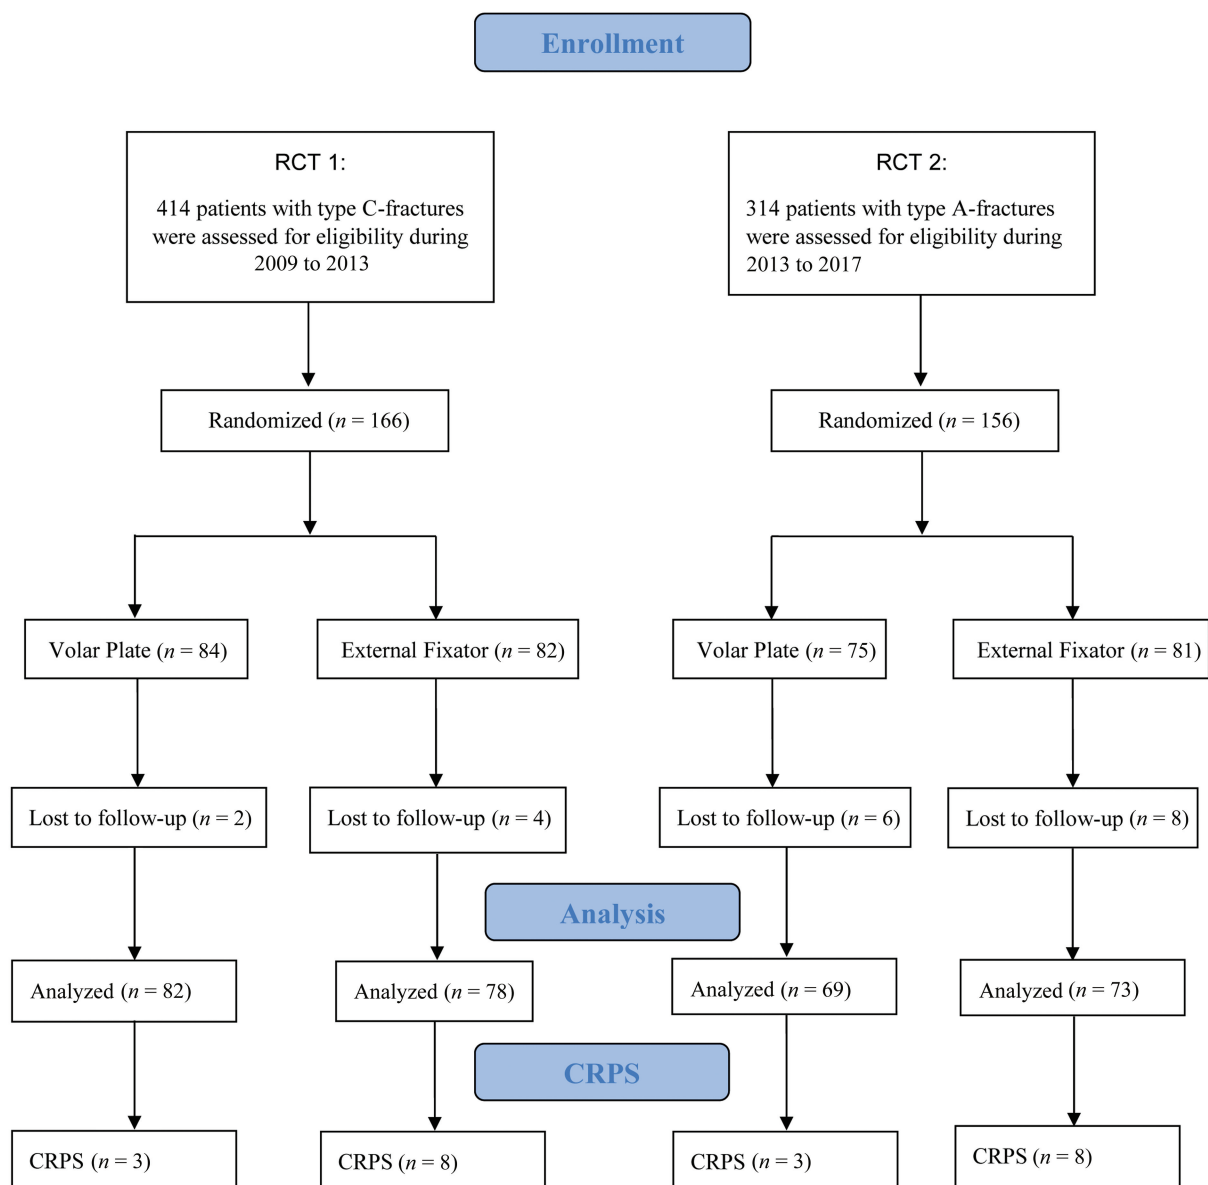 Enrollment
RCT 1:
414 patients with type C-fractures
were assessed for eligibility during
2009 to 2013
RCT 2:
314 patients with type A-fractures
were assessed for eligibility during
2013 to 2017
Randomized (n = 166)
Randomized (n = 156)
Volar Plate (n = 84)
External Fixator (n = 82)
Volar Plate (n = 75)
External Fixator (n = 81)
Lost to follow-up (n = 2)
Lost to follow-up (n = 4)
Lost to follow-up (n = 6)
Lost to follow-up (n = 8)
Analysis
Analyzed (n = 82)
Analyzed (n = 78)
Analyzed (n = 69)
Analyzed (n = 73)
CRPS
CRPS (n = 3)
CRPS (n = 8)
CRPS (n = 3)
CRPS (n = 8)